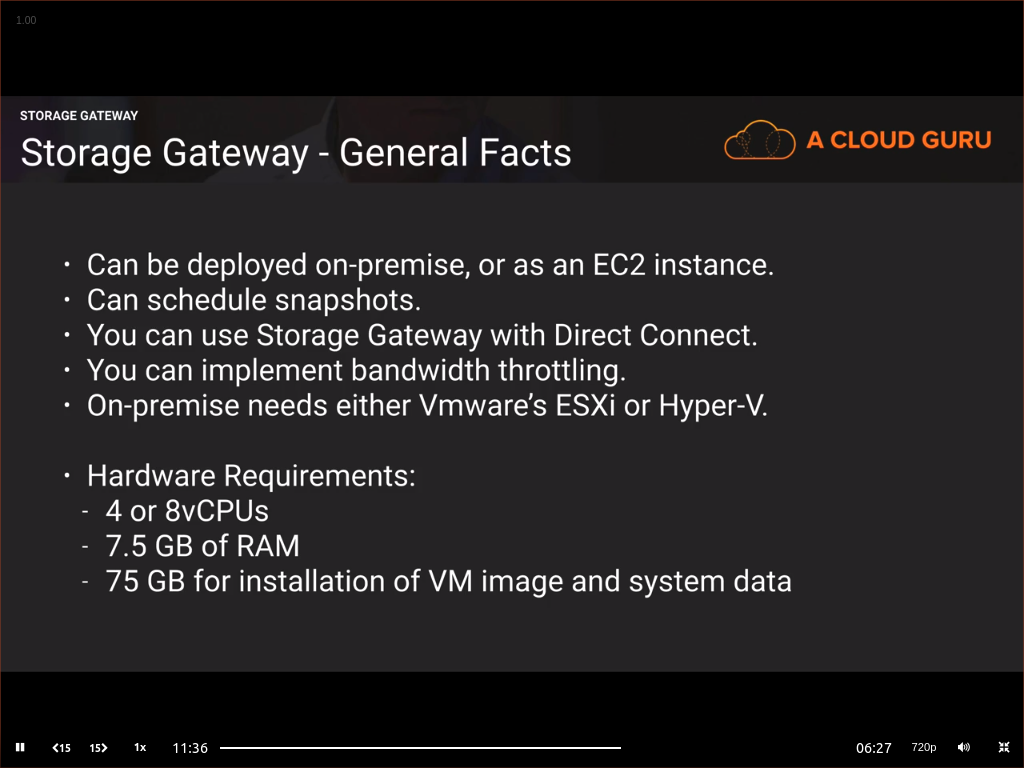 1.00
STORAGE GATEWAY
Storage Gateway - General Facts
A CLOUD GURU
• Can be deployed on-premise, or as an EC2 instance.
• Can schedule snapshots.
• You can use Storage Gateway with Direct Connect.
• You can implement bandwidth throttling.
• On-premise needs either Vmware’s ESXi or Hyper-V.
• Hardware Requirements:
- 4 or 8vCPUs
- 7.5 GB of RAM
- 75 GB for installation of VM image and system data
15 15 1x 11:36 06:27 720p